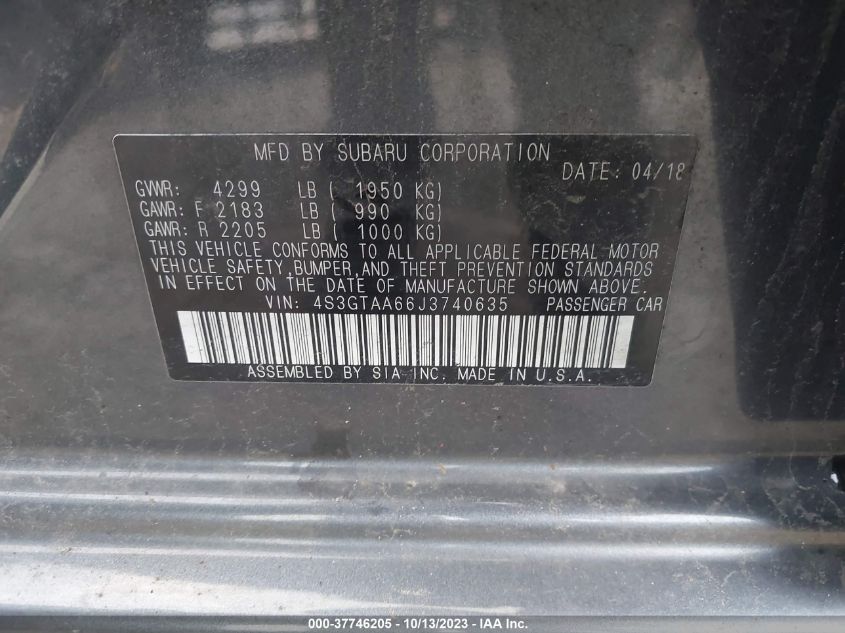 MFD BY SUBARU CORPORATION
DATE: 04/18
GVWR: 4299 LB ( 1950 KG)
GAWR: F 2183 LB ( 990 KG)
GAWR: R 2205 LB ( 1000 KG)
THIS VEHICLE CONFORMS TO ALL APPLICABLE FEDERAL MOTOR
VEHICLE SAFETY,BUMPER,AND THEFT PREVENTION STANDARDS
IN EFFECT ON THE DATE OF MANUFACTURE SHOWN ABOVE.
VIN: 4S3GTAA66J3740635 PASSENGER CAR
ASSEMBLED BY SIA INC. MADE IN U.S.A.
000-37746205 - 10/13/2023 - IAA Inc.